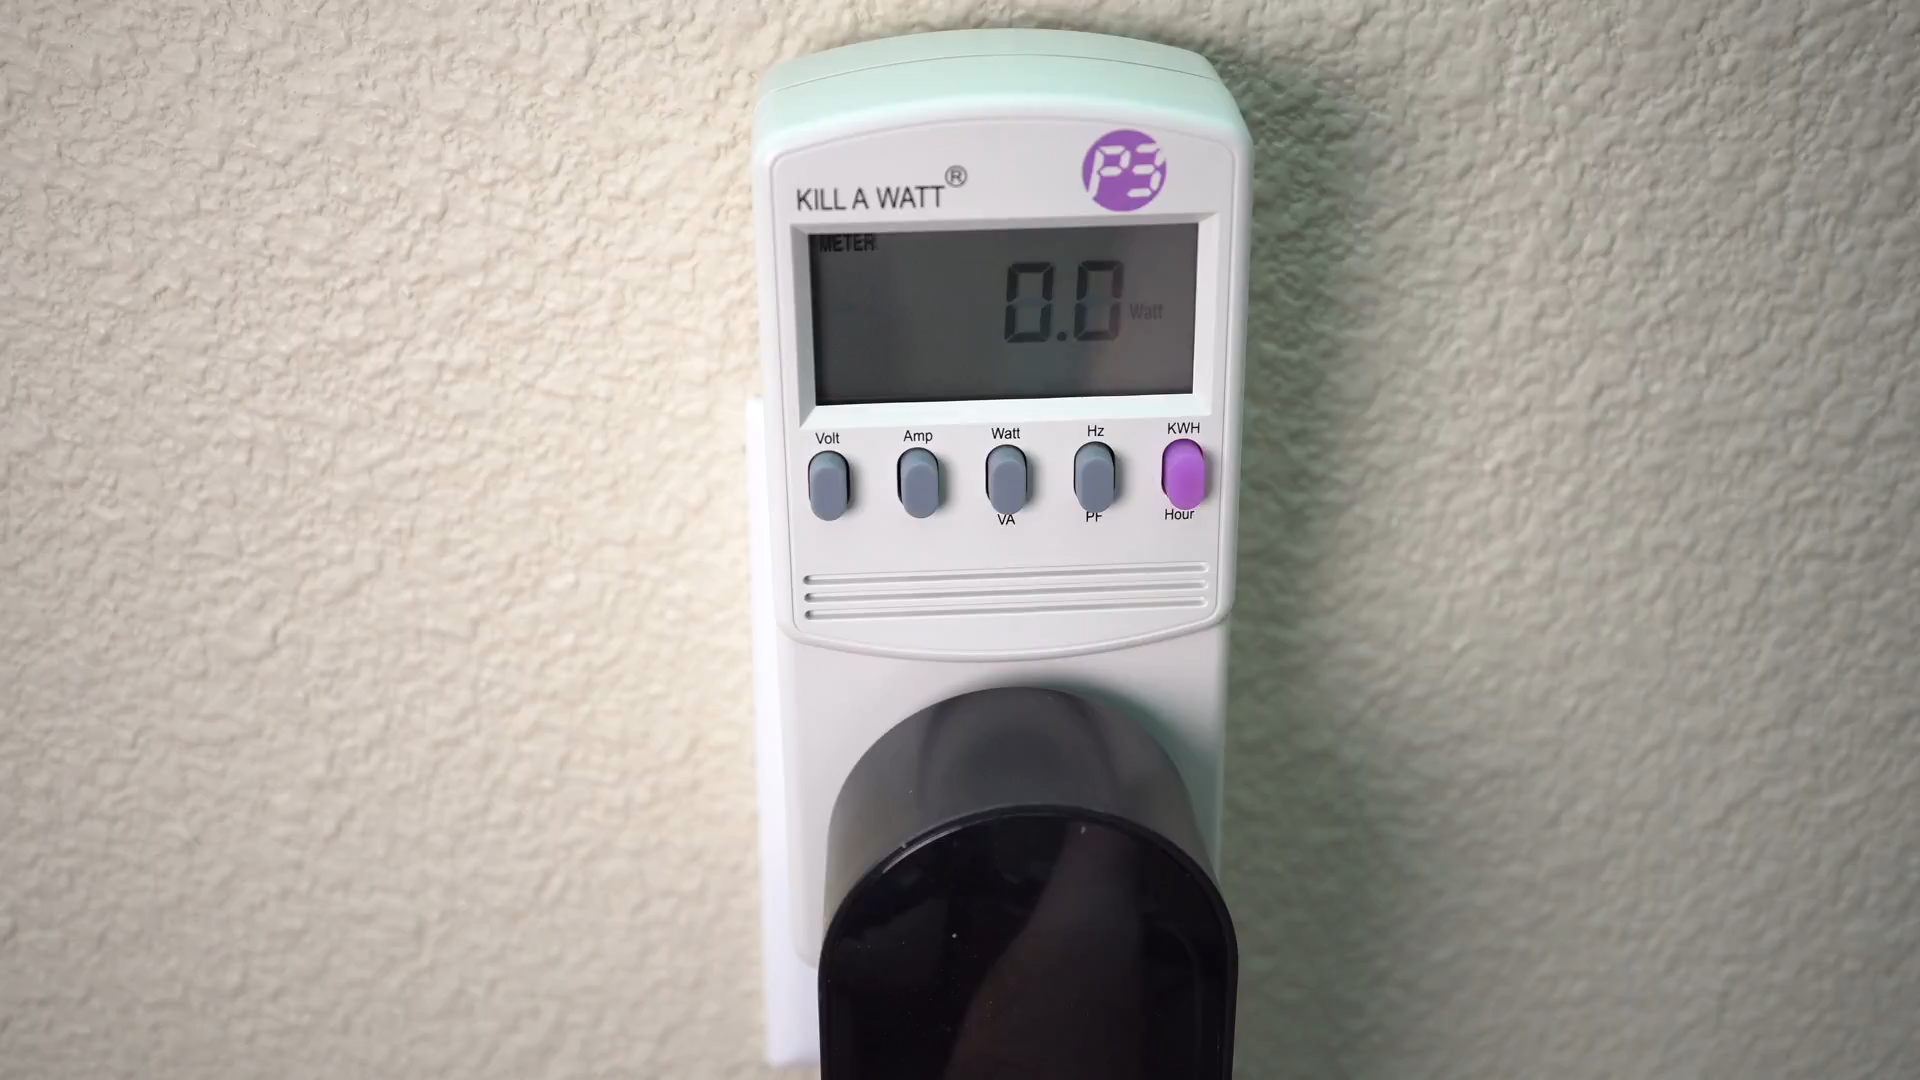 KILL A WATT®
P3
METER
0.0 Watt
Volt Amp Watt Hz KWH
VA PF Hour